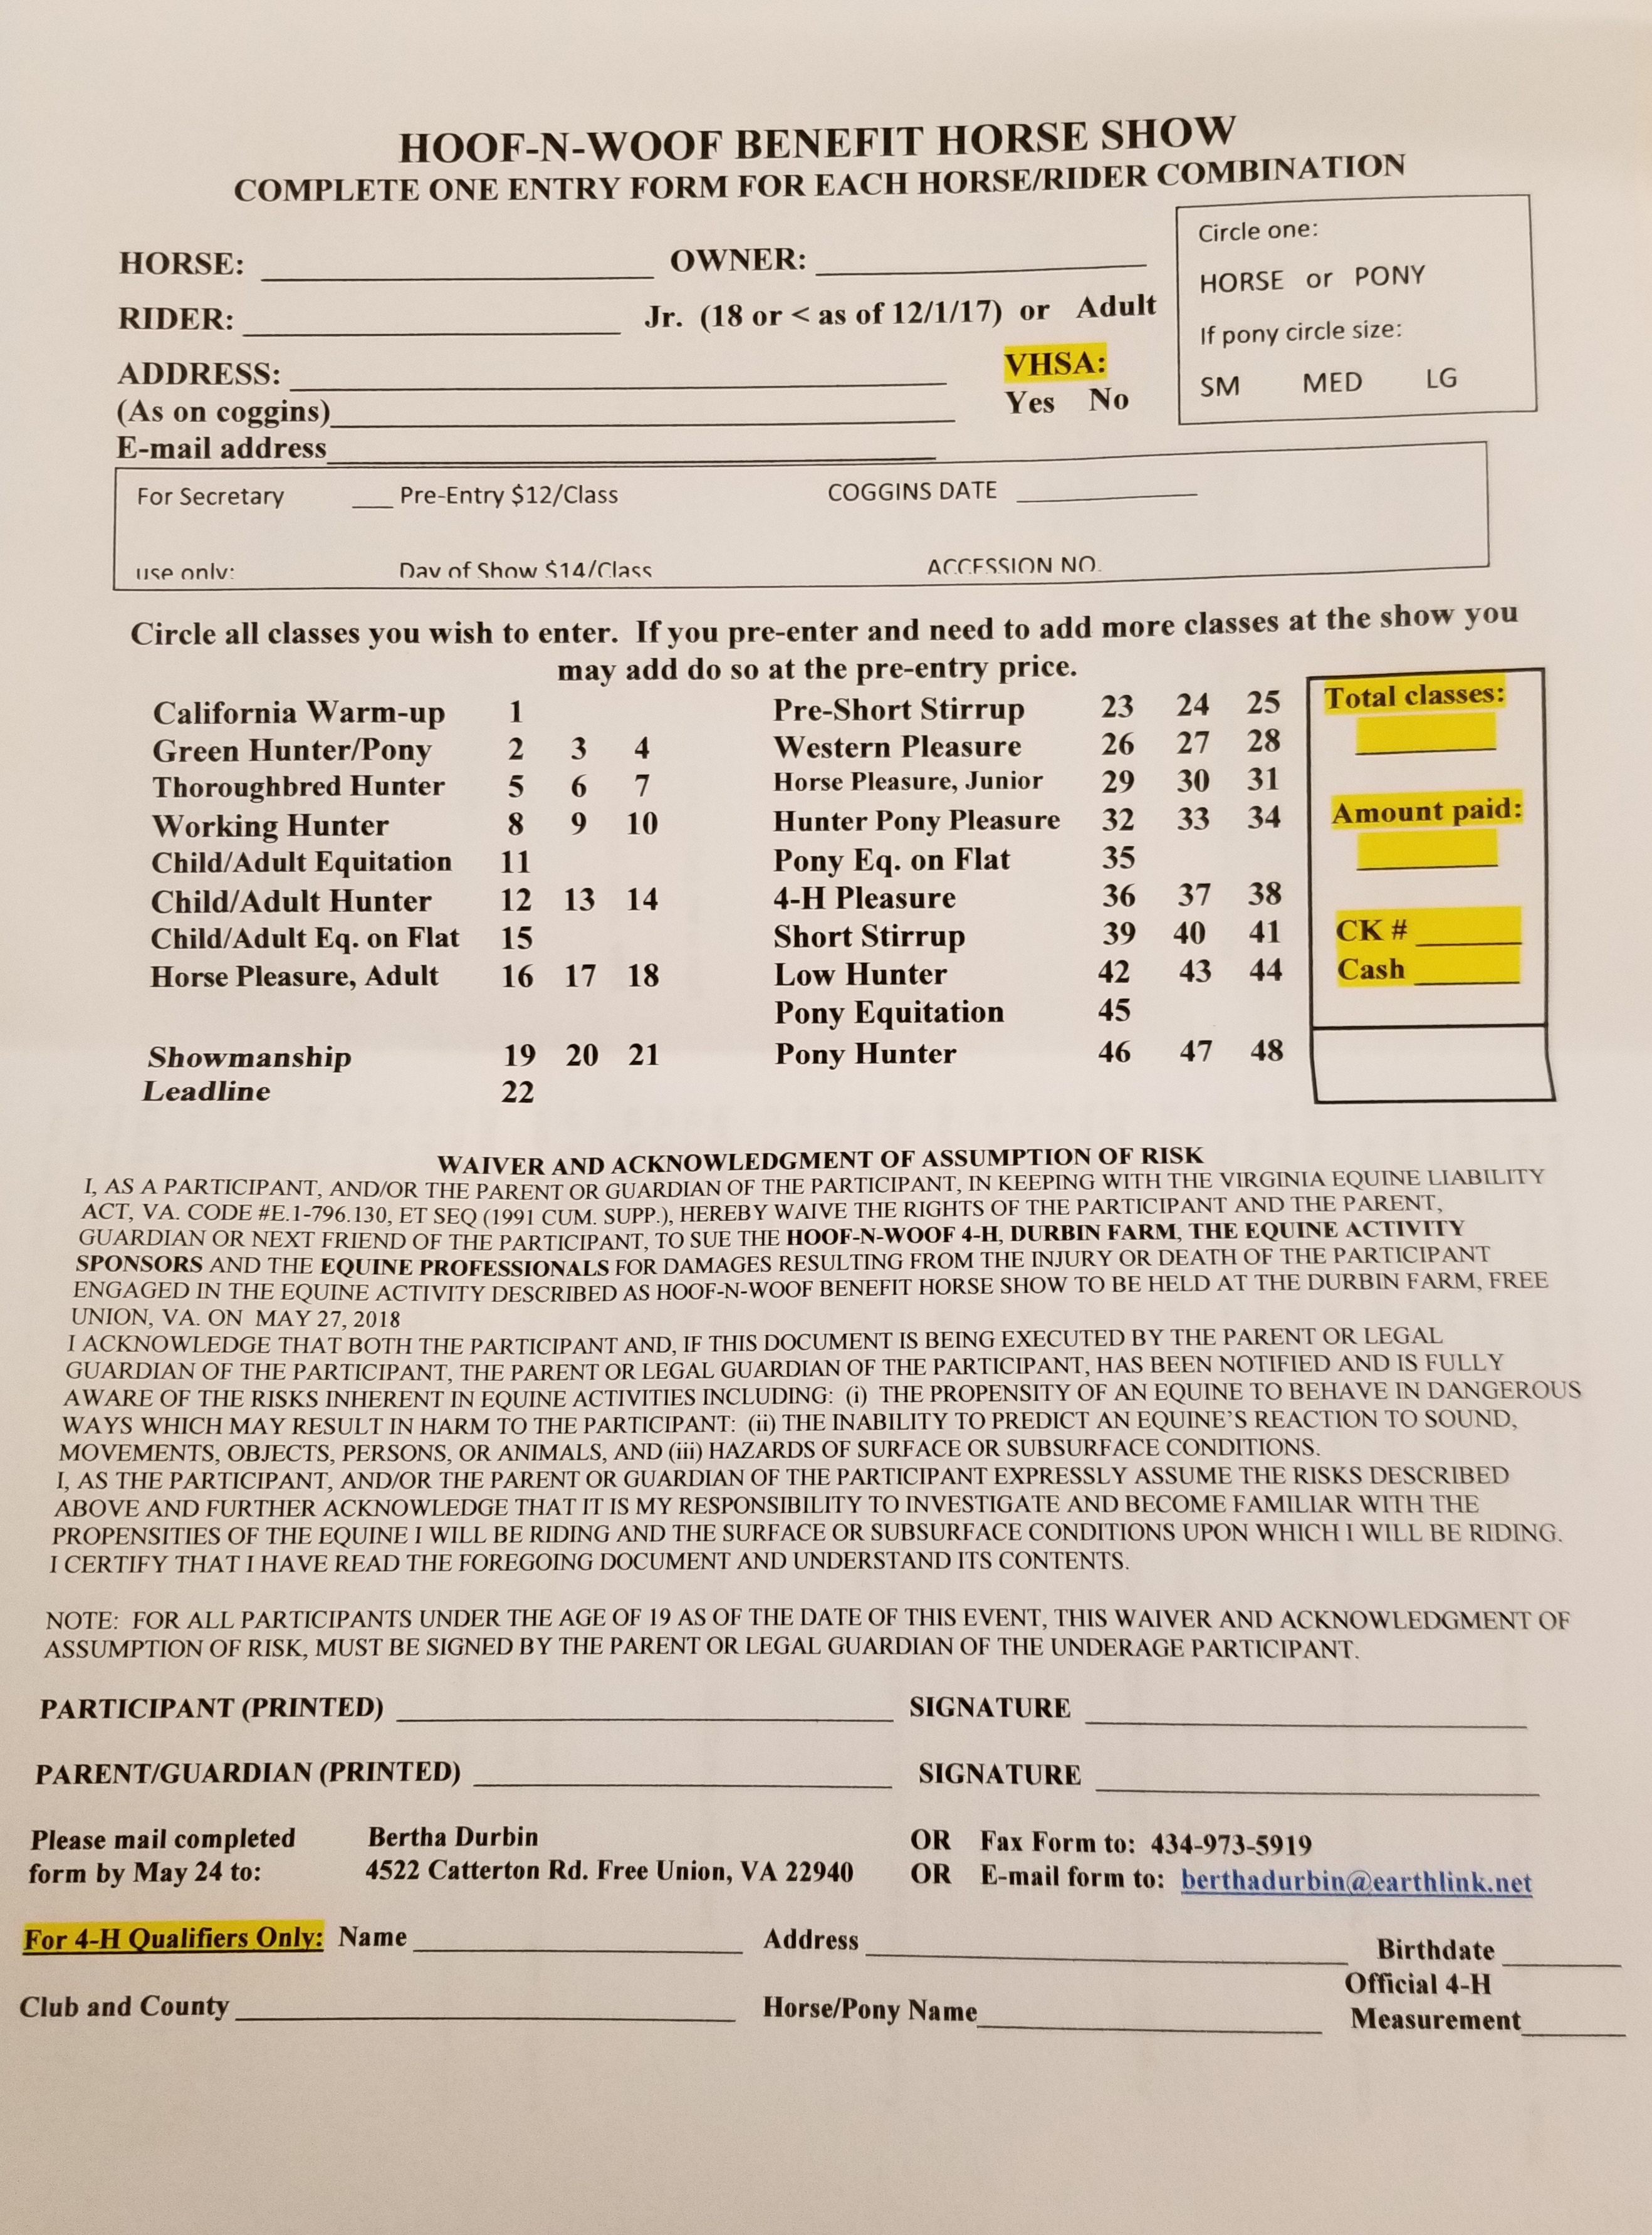 HOOF-N-WOOF BENEFIT HORSE SHOW
COMPLETE ONE ENTRY FORM FOR EACH HORSE/RIDER COMBINATION
HORSE: ____________ OWNER: ____________
RIDER: ____________ Jr. (18 or < as of 12/1/17) or Adult
ADDRESS: ____________
(As on coggins)____________
E-mail address____________
VHSA:
Yes No
Circle one:
HORSE or PONY
If pony circle size:
SM MED LG
For Secretary ___ Pre-Entry $12/Class COGGINS DATE ____________
use only: Day of Show $14/Class ACCESSION NO.
Circle all classes you wish to enter. If you pre-enter and need to add more classes at the show you
may add do so at the pre-entry price.
California Warm-up 1
Green Hunter/Pony 2 3 4
Thoroughbred Hunter 5 6 7
Working Hunter 8 9 10
Child/Adult Equitation 11
Child/Adult Hunter 12 13 14
Child/Adult Eq. on Flat 15
Horse Pleasure, Adult 16 17 18
Showmanship 19 20 21
Leadline 22
Pre-Short Stirrup 23 24 25
Western Pleasure 26 27 28
Horse Pleasure, Junior 29 30 31
Hunter Pony Pleasure 32 33 34
Pony Eq. on Flat 35
4-H Pleasure 36 37 38
Short Stirrup 39 40 41
Low Hunter 42 43 44
Pony Equitation 45
Pony Hunter 46 47 48
Total classes:
____________
Amount paid:
____________
CK # ________
Cash ________
WAIVER AND ACKNOWLEDGMENT OF ASSUMPTION OF RISK
I, AS A PARTICIPANT, AND/OR THE PARENT OR GUARDIAN OF THE PARTICIPANT, IN KEEPING WITH THE VIRGINIA EQUINE LIABILITY
ACT, VA. CODE #E.1-796.130, ET SEQ (1991 CUM. SUPP.), HEREBY WAIVE THE RIGHTS OF THE PARTICIPANT AND THE PARENT,
GUARDIAN OR NEXT FRIEND OF THE PARTICIPANT, TO SUE THE HOOF-N-WOOF 4-H, DURBIN FARM, THE EQUINE ACTIVITY
SPONSORS AND THE EQUINE PROFESSIONALS FOR DAMAGES RESULTING FROM THE INJURY OR DEATH OF THE PARTICIPANT
ENGAGED IN THE EQUINE ACTIVITY DESCRIBED AS HOOF-N-WOOF BENEFIT HORSE SHOW TO BE HELD AT THE DURBIN FARM, FREE
UNION, VA. ON MAY 27, 2018
I ACKNOWLEDGE THAT BOTH THE PARTICIPANT AND, IF THIS DOCUMENT IS BEING EXECUTED BY THE PARENT OR LEGAL
GUARDIAN OF THE PARTICIPANT, THE PARENT OR LEGAL GUARDIAN OF THE PARTICIPANT, HAS BEEN NOTIFIED AND IS FULLY
AWARE OF THE RISKS INHERENT IN EQUINE ACTIVITIES INCLUDING: (i) THE PROPENSITY OF AN EQUINE TO BEHAVE IN DANGEROUS
WAYS WHICH MAY RESULT IN HARM TO THE PARTICIPANT: (ii) THE INABILITY TO PREDICT AN EQUINE'S REACTION TO SOUND,
MOVEMENTS, OBJECTS, PERSONS, OR ANIMALS, AND (iii) HAZARDS OF SURFACE OR SUBSURFACE CONDITIONS.
I, AS THE PARTICIPANT, AND/OR THE PARENT OR GUARDIAN OF THE PARTICIPANT EXPRESSLY ASSUME THE RISKS DESCRIBED
ABOVE AND FURTHER ACKNOWLEDGE THAT IT IS MY RESPONSIBILITY TO INVESTIGATE AND BECOME FAMILIAR WITH THE
PROPENSITIES OF THE EQUINE I WILL BE RIDING AND THE SURFACE OR SUBSURFACE CONDITIONS UPON WHICH I WILL BE RIDING.
I CERTIFY THAT I HAVE READ THE FOREGOING DOCUMENT AND UNDERSTAND ITS CONTENTS.
NOTE: FOR ALL PARTICIPANTS UNDER THE AGE OF 19 AS OF THE DATE OF THIS EVENT, THIS WAIVER AND ACKNOWLEDGMENT OF
ASSUMPTION OF RISK, MUST BE SIGNED BY THE PARENT OR LEGAL GUARDIAN OF THE UNDERAGE PARTICIPANT.
PARTICIPANT (PRINTED) ____________ SIGNATURE ____________
PARENT/GUARDIAN (PRINTED) ____________ SIGNATURE ____________
Please mail completed Bertha Durbin OR Fax Form to: 434-973-5919
form by May 24 to: 4522 Catterton Rd. Free Union, VA 22940 OR E-mail form to: berthadurbin@earthlink.net
For 4-H Qualifiers Only: Name ____________ Address ____________ Birthdate ________
Official 4-H
Club and County ____________ Horse/Pony Name____________ Measurement________